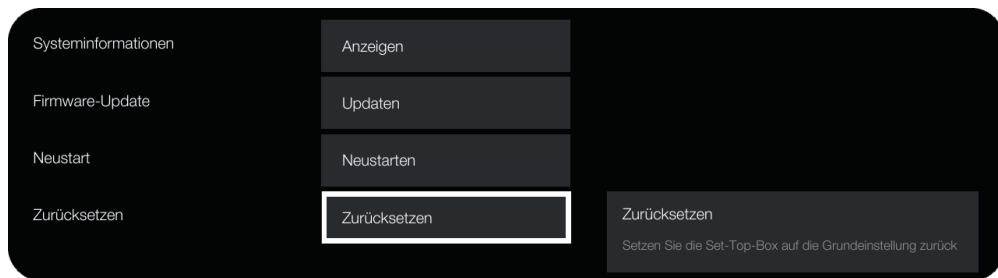 Systeminformationen Anzeigen
Firmware-Update Updaten
Neustart Neustarten
Zurücksetzen Zurücksetzen Zurücksetzen
Setzen Sie die Set-Top-Box auf die Grundeinstellung zurück